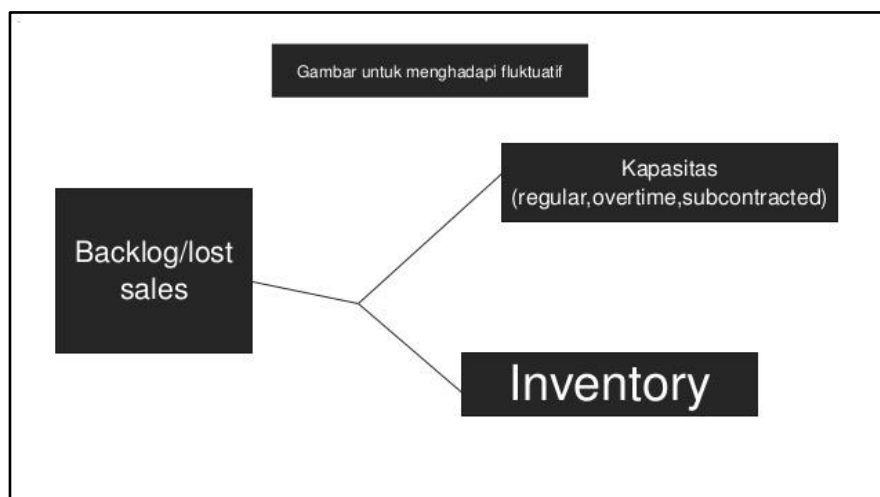 Gambar untuk menghadapi fluktuatif
Kapasitas
(regular,overtime,subcontracted)
Backlog/lost
sales
Inventory